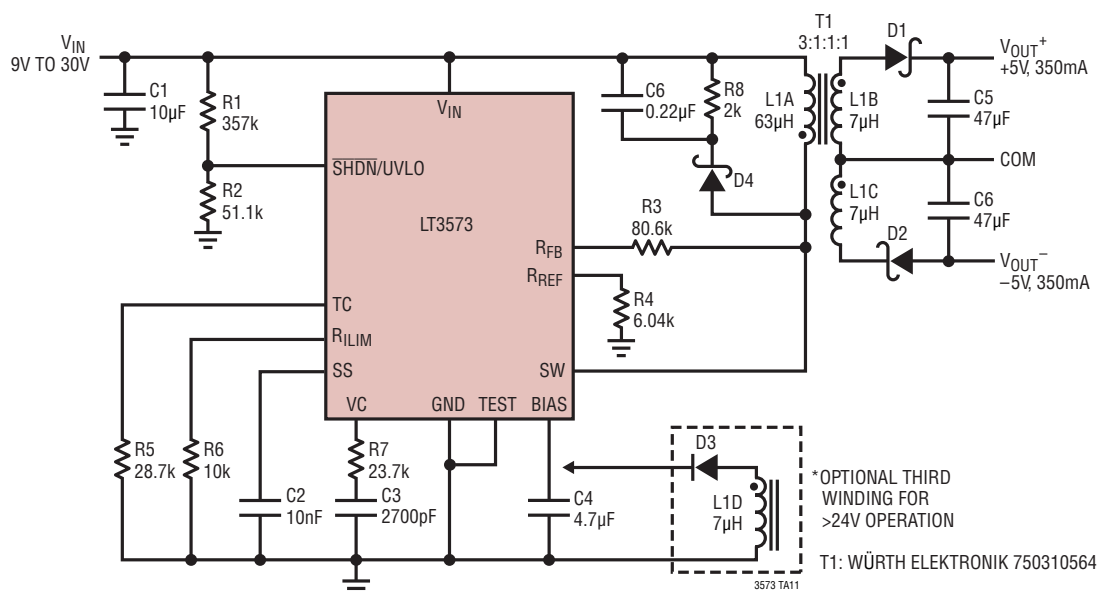 T1
3:1:1:1
D1
VIN
9V TO 30V
VOUT+
+5V, 350mA
C1
10µF
R1
357k
VIN
C6
0.22µF
R8
2k
L1A
63µH
L1B
7µH
C5
47µF
SHDN/UVLO
COM
R2
51.1k
D4
L1C
7µH
C6
47µF
LT3573
R3
80.6k
D2
RFB
VOUT–
–5V, 350mA
RREF
R4
6.04k
TC
RILIM
SS
SW
VC
GND
TEST
BIAS
R5
28.7k
R6
10k
R7
23.7k
D3
*OPTIONAL THIRD
WINDING FOR
>24V OPERATION
C2
10nF
C3
2700pF
C4
4.7µF
L1D
7µH
T1: WÜRTH ELEKTRONIK 750310564
3573 TA11